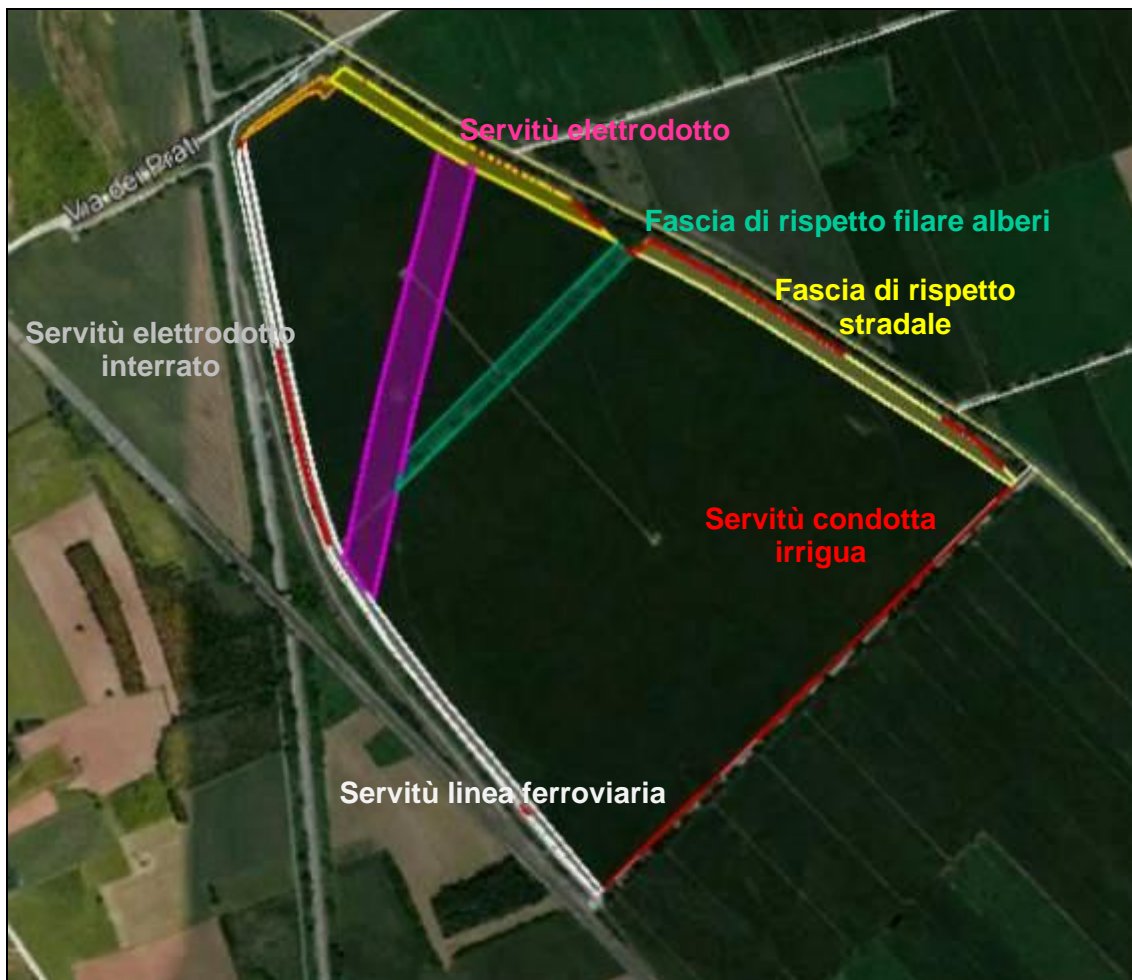 Servitù elettrodotto
Via dei Prati
Fascia di rispetto filare alberi
Fascia di rispetto
stradale
Servitù elettrodotto
interrato
Servitù condotta
irrigua
Servitù linea ferroviaria